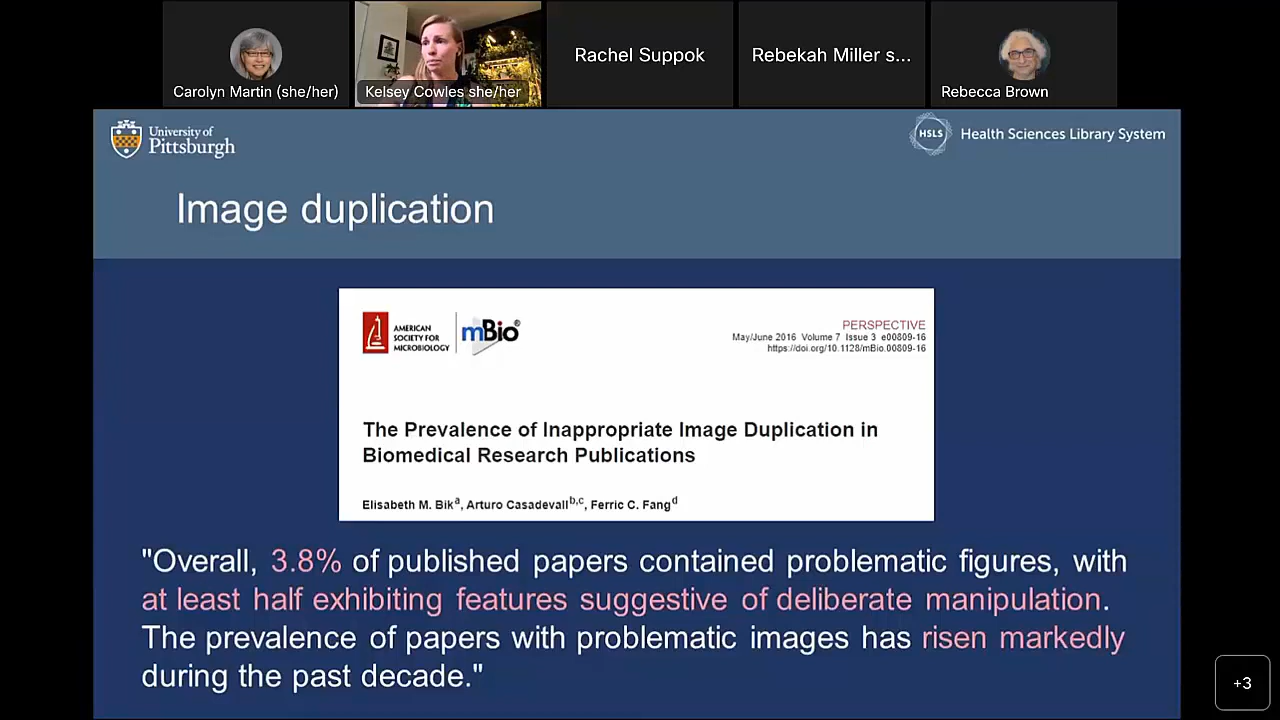 Carolyn Martin (she/her)
Kelsey Cowles she/her
Rachel Suppok
Rebekah Miller s...
Rebecca Brown
University of
Pittsburgh
HSLS
Health Sciences Library System
Image duplication
AMERICAN
SOCIETY FOR
MICROBIOLOGY
mBio®
PERSPECTIVE
May/June 2016 Volume 7 Issue 3 e00809-16
https://doi.org/10.1128/mBio.00809-16
The Prevalence of Inappropriate Image Duplication in
Biomedical Research Publications
Elisabeth M. Bikᵃ, Arturo Casadevallᵇ,ᶜ, Ferric C. Fangᵈ
"Overall, 3.8% of published papers contained problematic figures, with
at least half exhibiting features suggestive of deliberate manipulation.
The prevalence of papers with problematic images has risen markedly
during the past decade."
+3